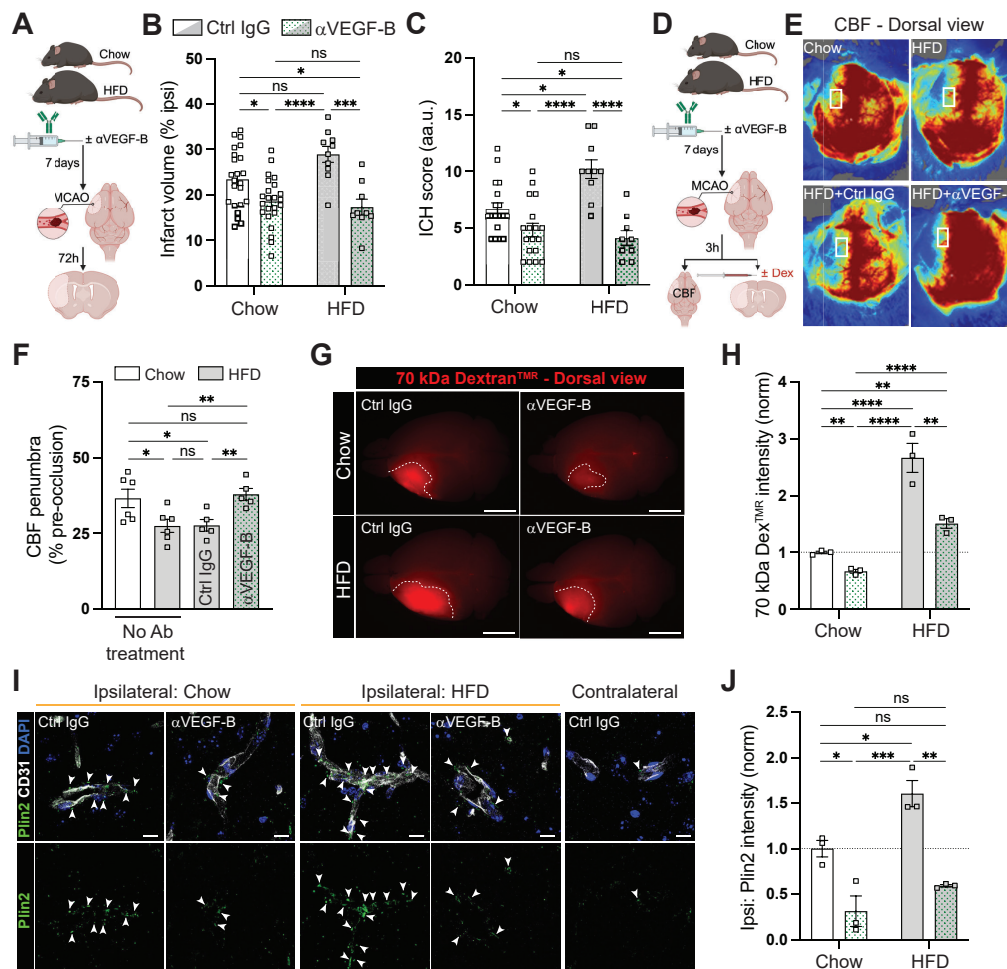 A
Chow
HFD
± αVEGF-B
7 days
MCAO
72h
B
Ctrl IgG
αVEGF-B
Infarct volume (% ipsi)
50
40
30
20
10
0
ns
*
ns
* **** ***
Chow HFD
C
ICH score (aa.u.)
20
15
10
5
0
ns
*
*
* **** ****
Chow HFD
D
Chow
HFD
± αVEGF-B
7 days
MCAO
3h
± Dex
CBF
E
CBF - Dorsal view
Chow HFD
HFD+Ctrl IgG HFD+αVEGF-
F
Chow HFD
CBF penumbra
(% pre-occlusion)
75
50
25
0
**
ns
*
* ns **
Ctrl IgG
αVEGF-B
No Ab
treatment
G
70 kDa DextranTMR - Dorsal view
Ctrl IgG αVEGF-B
Chow
Ctrl IgG αVEGF-B
HFD
H
70 kDa DexTMR intensity (norm)
4
3
2
1
0
****
**
****
** **** **
Chow HFD
I
Ipsilateral: Chow Ipsilateral: HFD Contralateral
Ctrl IgG αVEGF-B Ctrl IgG αVEGF-B Ctrl IgG
Plin2 CD31 DAPI
Plin2
J
Ipsi: Plin2 intensity (norm)
2.5
2.0
1.5
1.0
0.5
0.0
ns
ns
*
* *** **
Chow HFD